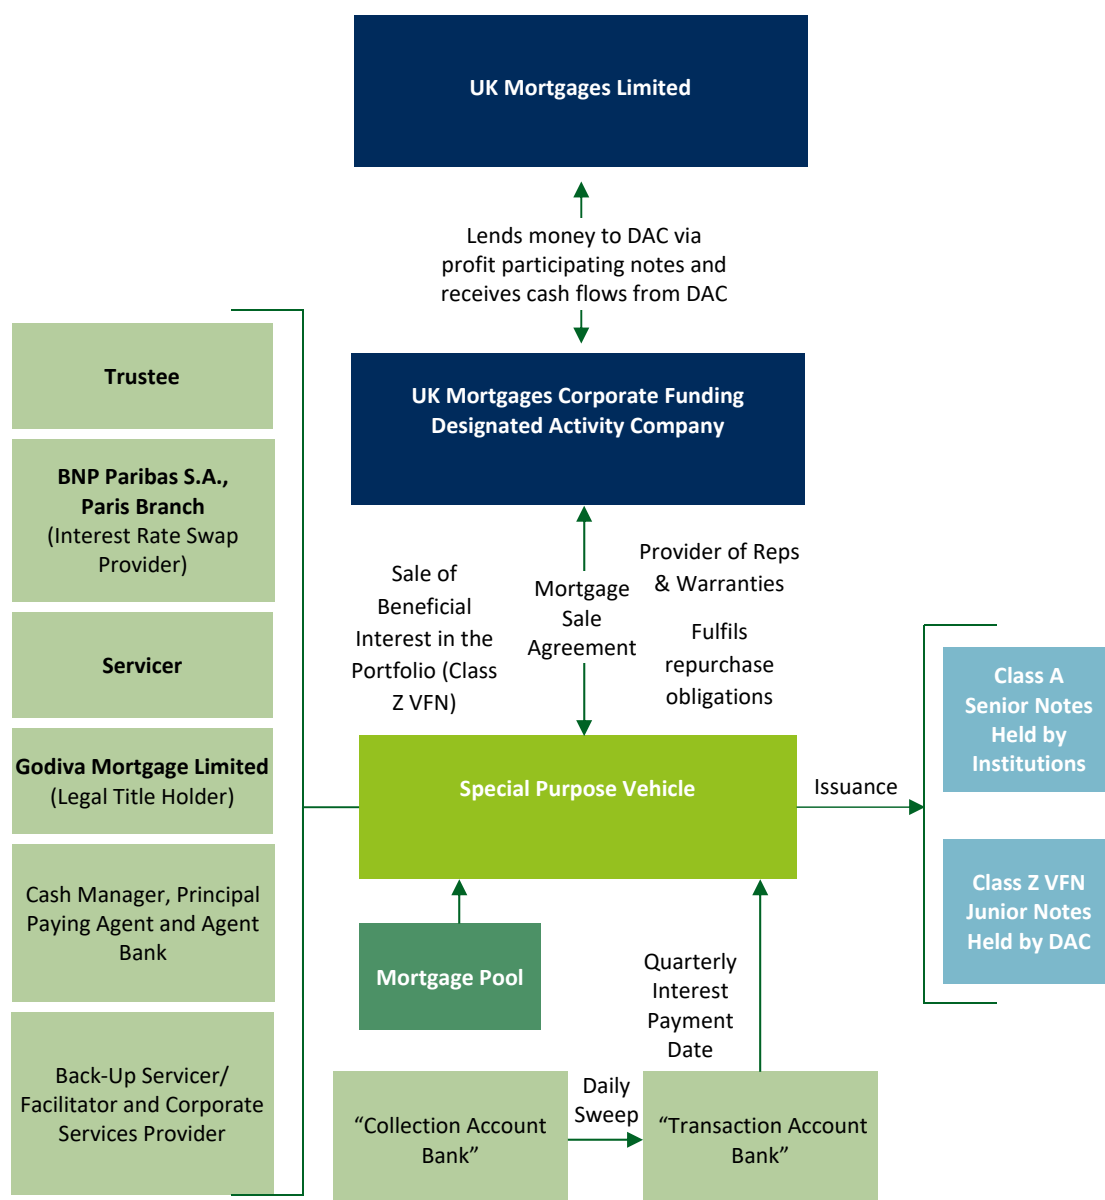 UK Mortgages Limited
Lends money to DAC via
profit participating notes and
receives cash flows from DAC
UK Mortgages Corporate Funding
Designated Activity Company
Trustee
BNP Paribas S.A.,
Paris Branch
(Interest Rate Swap
Provider)
Servicer
Godiva Mortgage Limited
(Legal Title Holder)
Cash Manager, Principal
Paying Agent and Agent
Bank
Back-Up Servicer/
Facilitator and Corporate
Services Provider
Sale of
Beneficial
Interest in the
Portfolio (Class
Z VFN)
Mortgage
Sale
Agreement
Provider of Reps
& Warranties
Fulfils
repurchase
obligations
Special Purpose Vehicle
Issuance
Class A
Senior Notes
Held by
Institutions
Class Z VFN
Junior Notes
Held by DAC
Mortgage Pool
Quarterly
Interest
Payment
Date
“Collection Account
Bank”
Daily
Sweep
“Transaction Account
Bank”